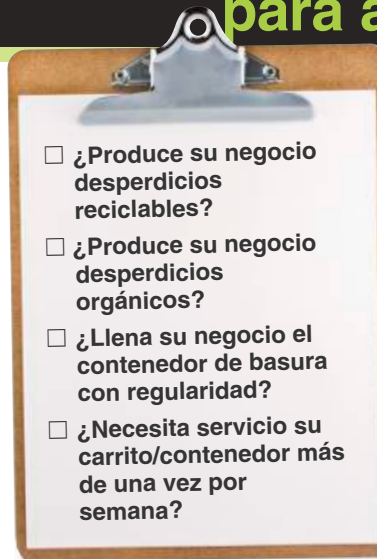 para a
☐ ¿Produce su negocio
desperdicios
reciclables?
☐ ¿Produce su negocio
desperdicios
orgánicos?
☐ ¿Llena su negocio el
contenedor de basura
con regularidad?
☐ ¿Necesita servicio su
carrito/contenedor más
de una vez por
semana?